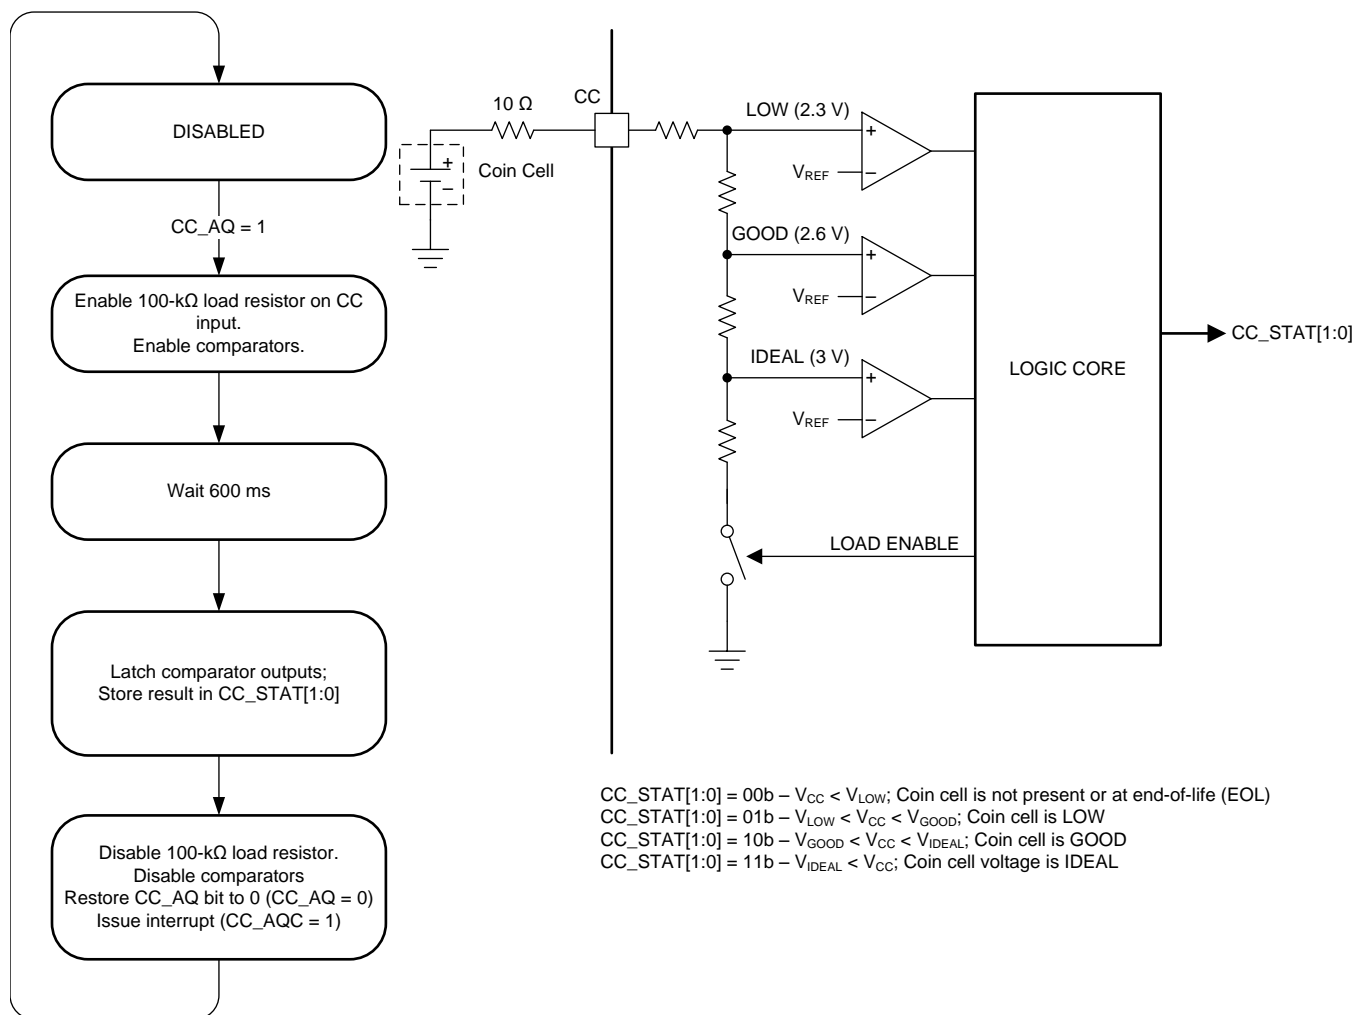 DISABLED
CC_AQ = 1
Enable 100-kΩ load resistor on CC
input.
Enable comparators.
Wait 600 ms
Latch comparator outputs;
Store result in CC_STAT[1:0]
Disable 100-kΩ load resistor.
Disable comparators
Restore CC_AQ bit to 0 (CC_AQ = 0)
Issue interrupt (CC_AQC = 1)
10 Ω
CC
+
−
Coin Cell
LOW (2.3 V)
+
VREF
−
GOOD (2.6 V)
+
VREF
−
IDEAL (3 V)
+
VREF
−
LOAD ENABLE
LOGIC CORE
CC_STAT[1:0]
CC_STAT[1:0] = 00b – VCC < VLOW; Coin cell is not present or at end-of-life (EOL)
CC_STAT[1:0] = 01b – VLOW < VCC < VGOOD; Coin cell is LOW
CC_STAT[1:0] = 10b – VGOOD < VCC < VIDEAL; Coin cell is GOOD
CC_STAT[1:0] = 11b – VIDEAL < VCC; Coin cell voltage is IDEAL